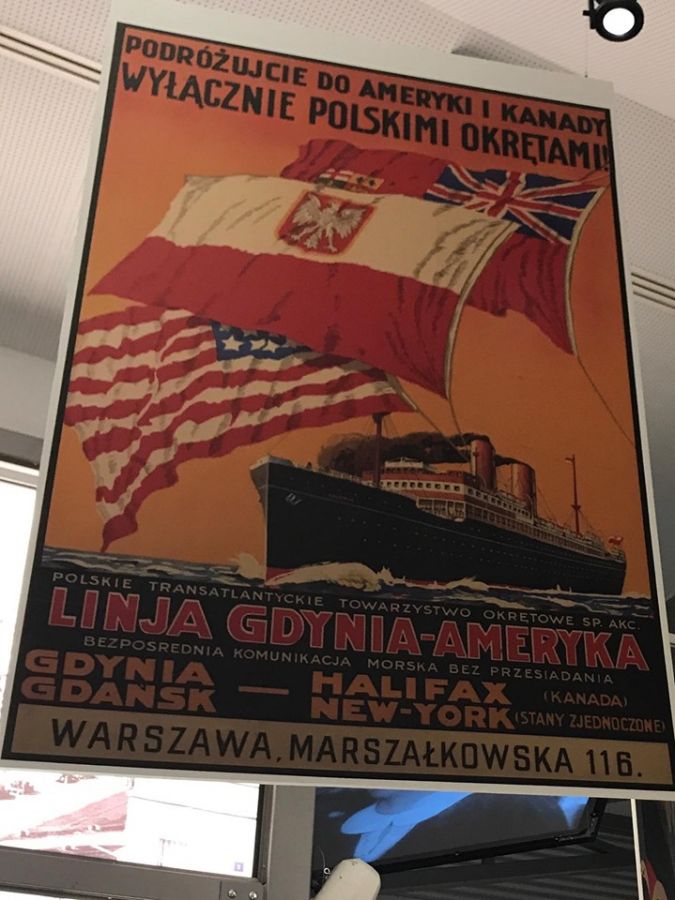 PODRÓŻUJCIE DO AMERYKI I KANADY
WYŁĄCZNIE POLSKIMI OKRĘTAMI!
POLSKIE TRANSATLANTYCKIE TOWARZYSTWO OKRĘTOWE SP. AKC.
LINJA GDYNIA-AMERYKA
BEZPOŚREDNIA KOMUNIKACJA MORSKA BEZ PRZESIADANIA
GDYNIA — HALIFAX (KANADA)
GDAŃSK NEW-YORK (STANY ZJEDNOCZONE)
WARSZAWA, MARSZAŁKOWSKA 116.